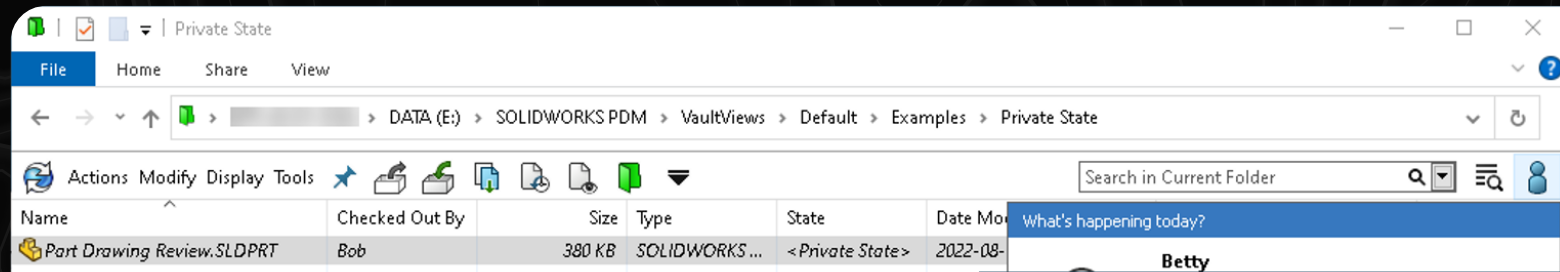 Private State
File Home Share View
DATA (E:) > SOLIDWORKS PDM > VaultViews > Default > Examples > Private State
Actions Modify Display Tools Search in Current Folder
Name Checked Out By Size Type State Date Mo
What's happening today?
Part Drawing Review.SLDPRT Bob 380 KB SOLIDWORKS ... <Private State> 2022-08-
Betty